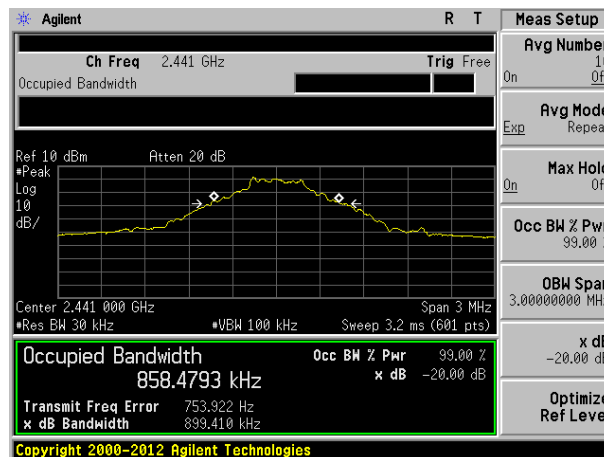 Agilent R T
Meas Setup
Ch Freq 2.441 GHz Trig Free
Occupied Bandwidth
Ref 10 dBm Atten 20 dB
#Peak
Log
10
dB/
Center 2.441 000 GHz Span 3 MHz
#Res BW 30 kHz #VBW 100 kHz Sweep 3.2 ms (601 pts)
Occupied Bandwidth
858.4793 kHz
Occ BW % Pwr 99.00 %
x dB -20.00 dB
Transmit Freq Error 753.922 Hz
x dB Bandwidth 899.410 kHz
Copyright 2000-2012 Agilent Technologies
Avg Number
On
Avg Mode
Exp Repeat
Max Hold
On
Occ BW % Pwr
99.00
OBW Span
3.00000000 MHz
x dB
-20.00 dB
Optimize
Ref Level